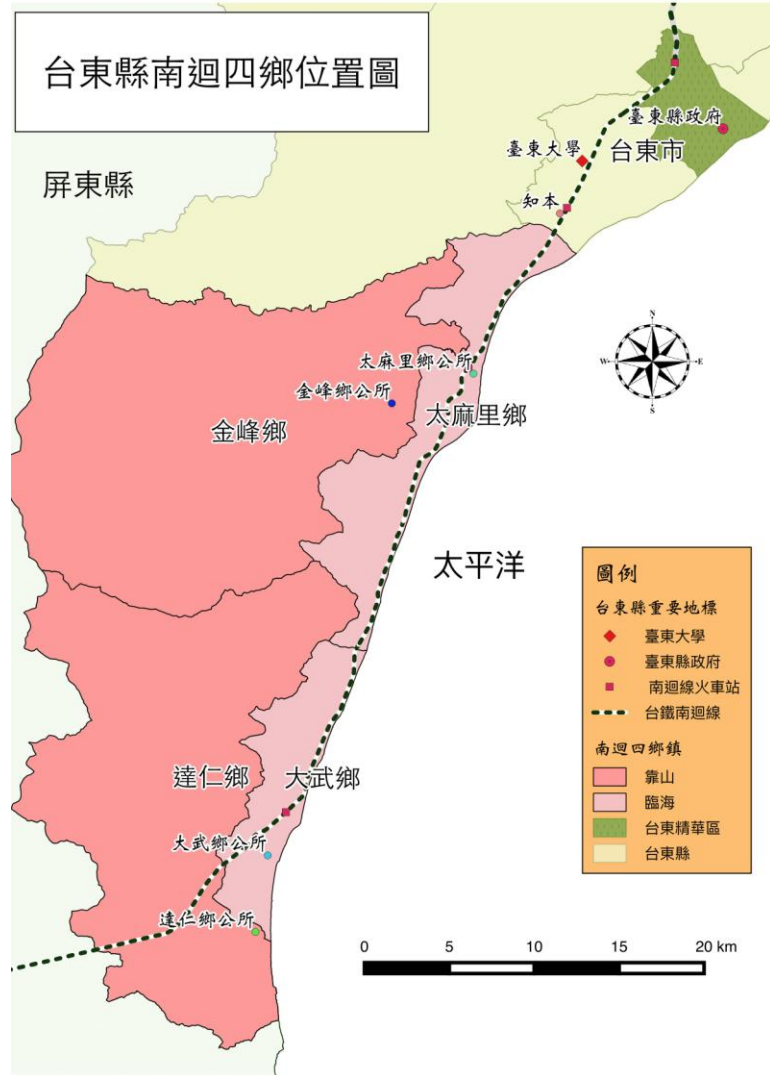 台東縣南迴四鄉位置圖
臺東縣政府
臺東大學
台東市
屏東縣
知本
N
W
E
S
太麻里鄉公所
金峰鄉公所
太麻里鄉
金峰鄉
太平洋
圖例
台東縣重要地標
臺東大學
臺東縣政府
南迴線火車站
台鐵南迴線
南迴四鄉鎮
靠山
臨海
台東精華區
台東縣
達仁鄉
大武鄉
大武鄉公所
達仁鄉公所
0 5 10 15 20 km